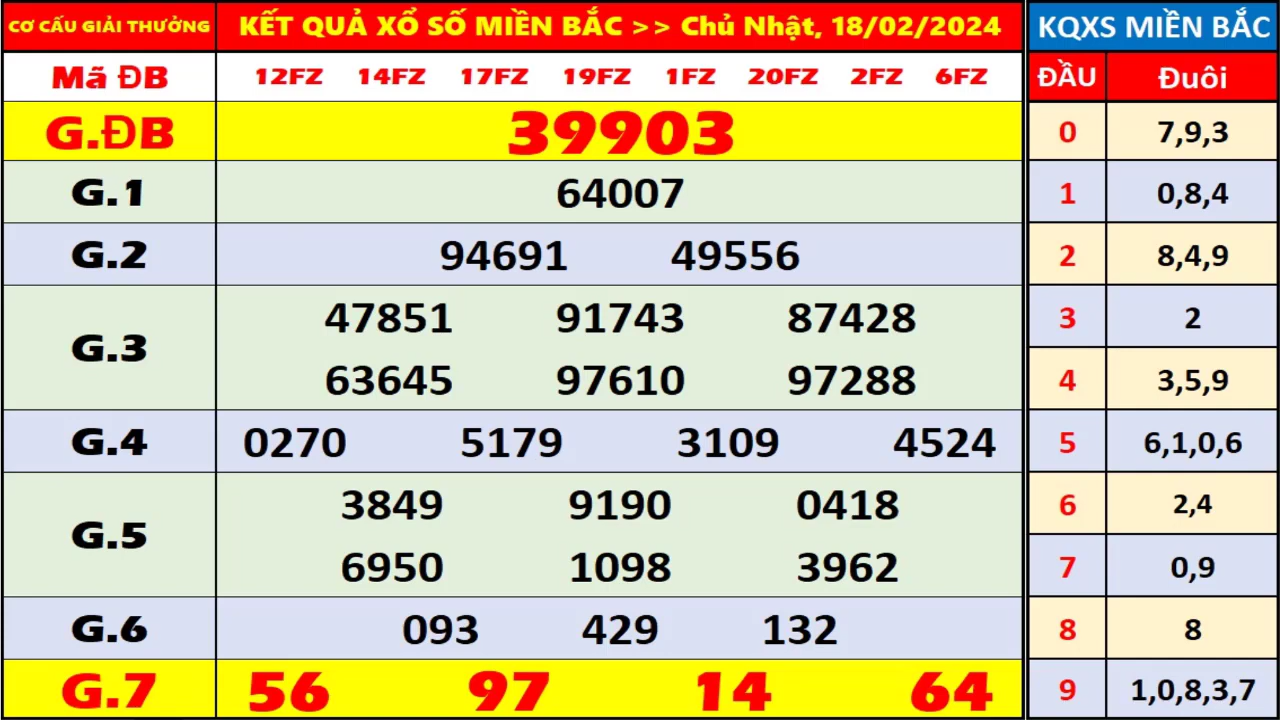 CƠ CẤU GIẢI THƯỞNG KẾT QUẢ XỔ SỐ MIỀN BẮC >> Chủ Nhật, 18/02/2024 KQXS MIỀN BẮC
Mã ĐB 12FZ 14FZ 17FZ 19FZ 1FZ 20FZ 2FZ 6FZ ĐẦU Đuôi
G.ĐB 39903 0 7,9,3
G.1 64007 1 0,8,4
G.2 94691 49556 2 8,4,9
G.3 47851 91743 87428 3 2
63645 97610 97288 4 3,5,9
G.4 0270 5179 3109 4524 5 6,1,0,6
G.5 3849 9190 0418 6 2,4
6950 1098 3962 7 0,9
G.6 093 429 132 8 8
G.7 56 97 14 64 9 1,0,8,3,7